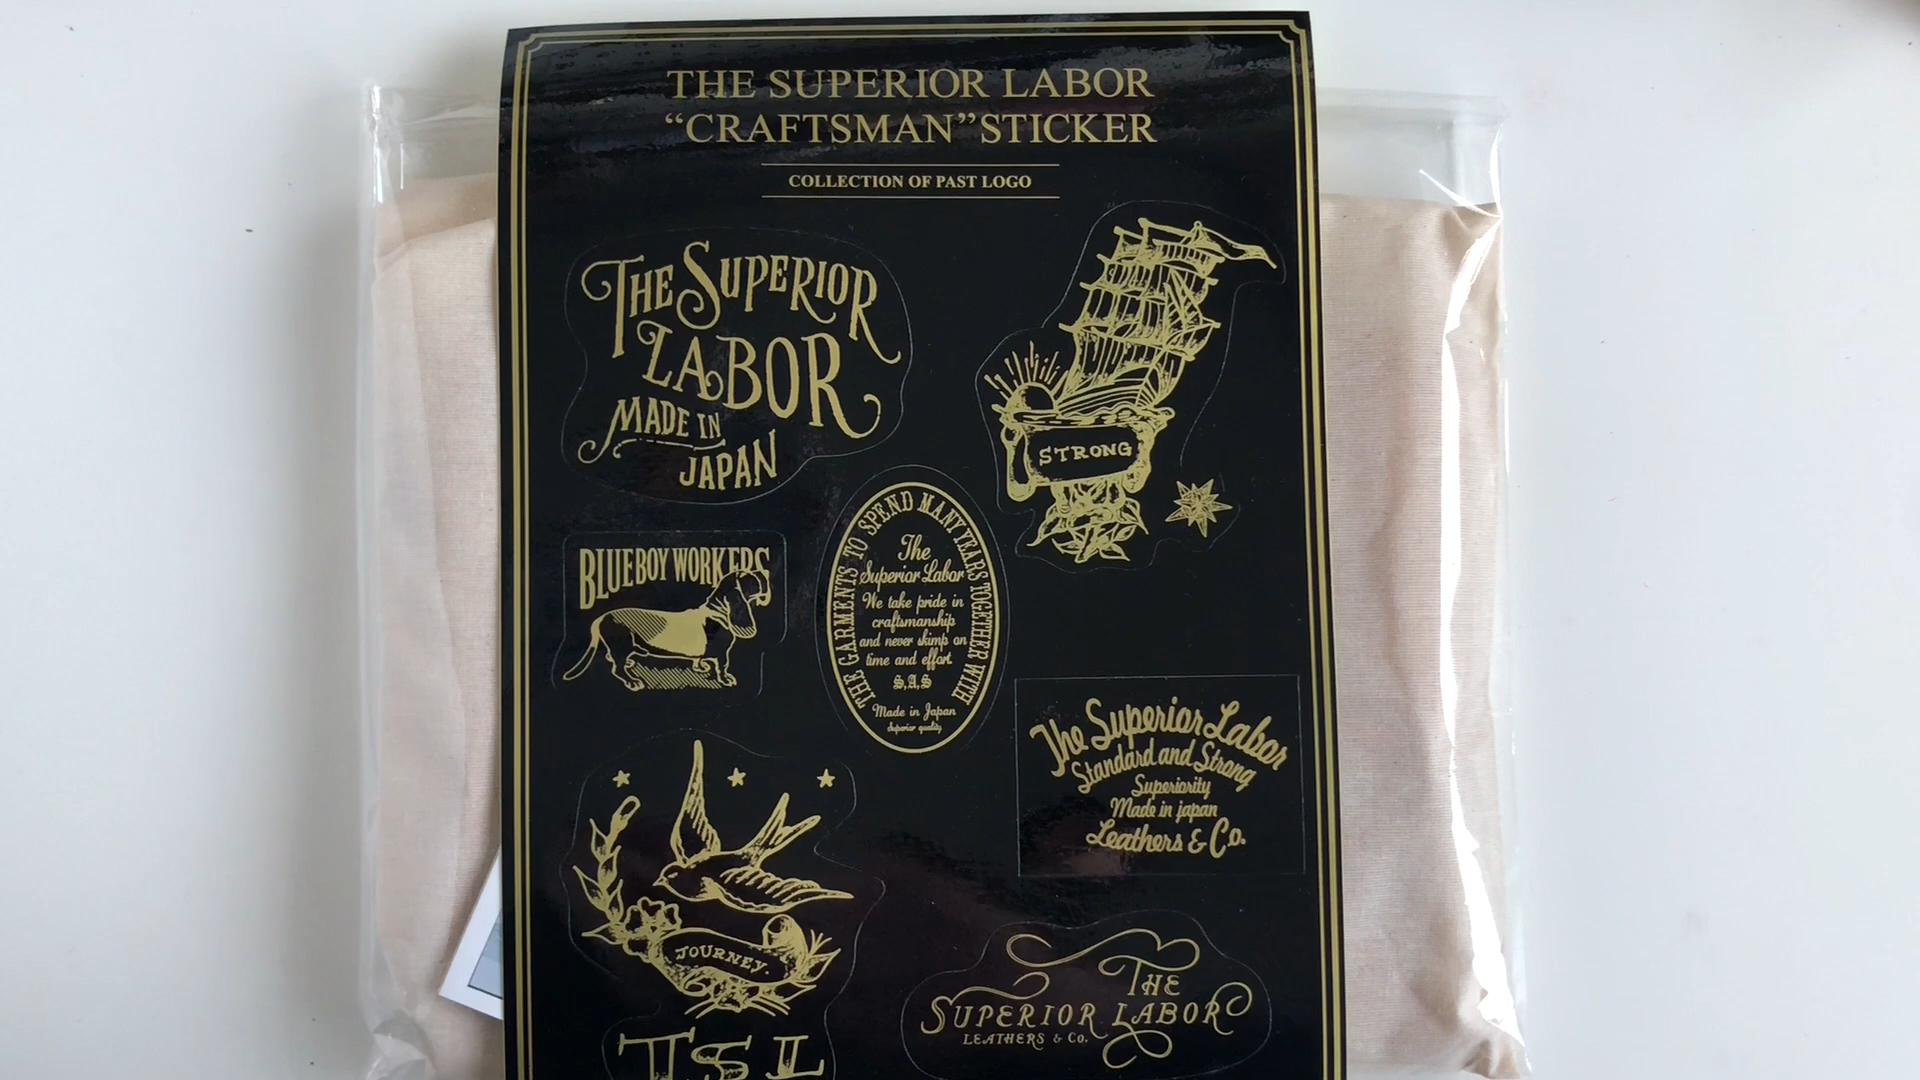 THE SUPERIOR LABOR
“CRAFTSMAN”STICKER
COLLECTION OF PAST LOGO
THE SUPERIOR
LABOR
MADE IN
JAPAN
STRONG
BLUEBOY WORKERS
THE GARMENTS TO SPEND MANY YEARS TOGETHER WITH
The
Superior Labor
We take pride in
craftsmanship
and never skimp on
time and effort.
S.A.S
Made in Japan
Superior quality
The Superior Labor
Standard and Strong
Superiority
Made in japan
Leathers & Co.
JOURNEY.
THE
SUPERIOR LABOR
LEATHERS & Co.
TSL